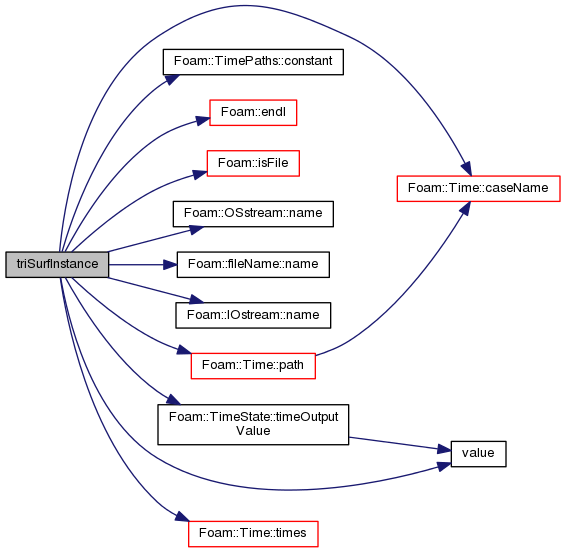 Foam::TimePaths::constant
Foam::endl
Foam::isFile
Foam::Time::caseName
Foam::OSstream::name
triSurfInstance
Foam::fileName::name
Foam::IOstream::name
Foam::Time::path
Foam::TimeState::timeOutput
Value
value
Foam::Time::times